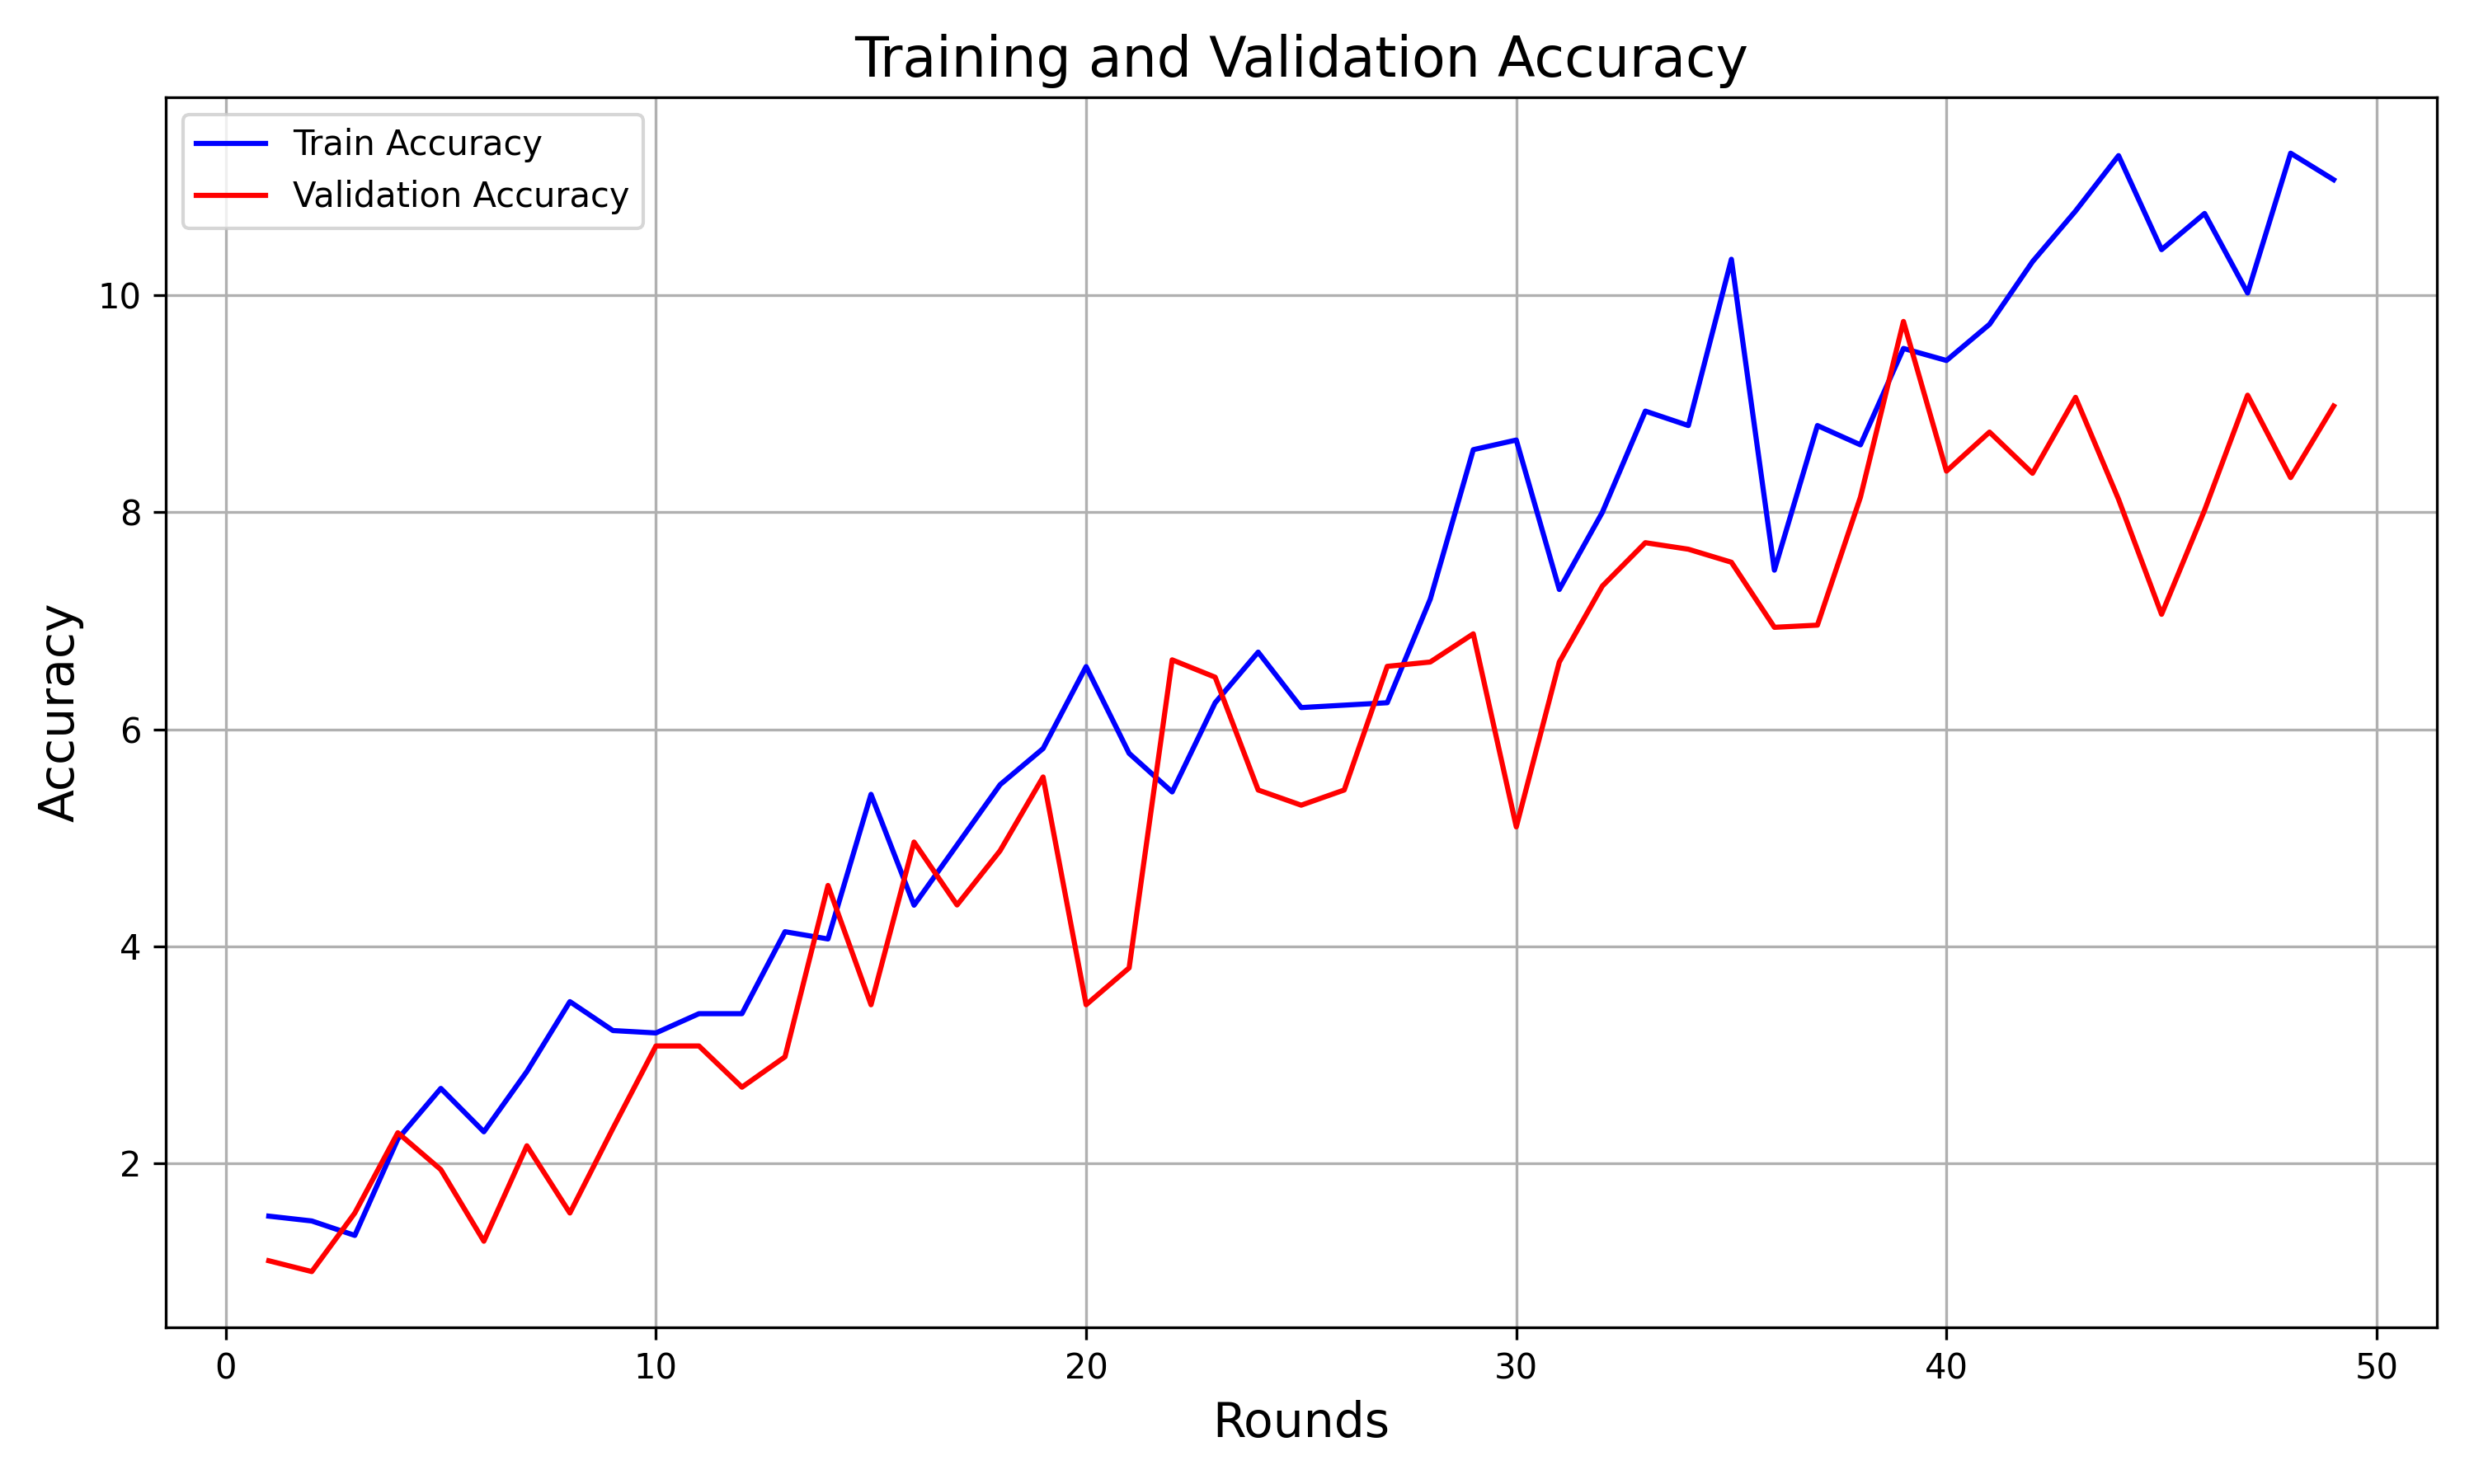 Training and Validation Accuracy
Train Accuracy
Validation Accuracy
10
8
6
4
2
Accuracy
0 10 20 30 40 50
Rounds